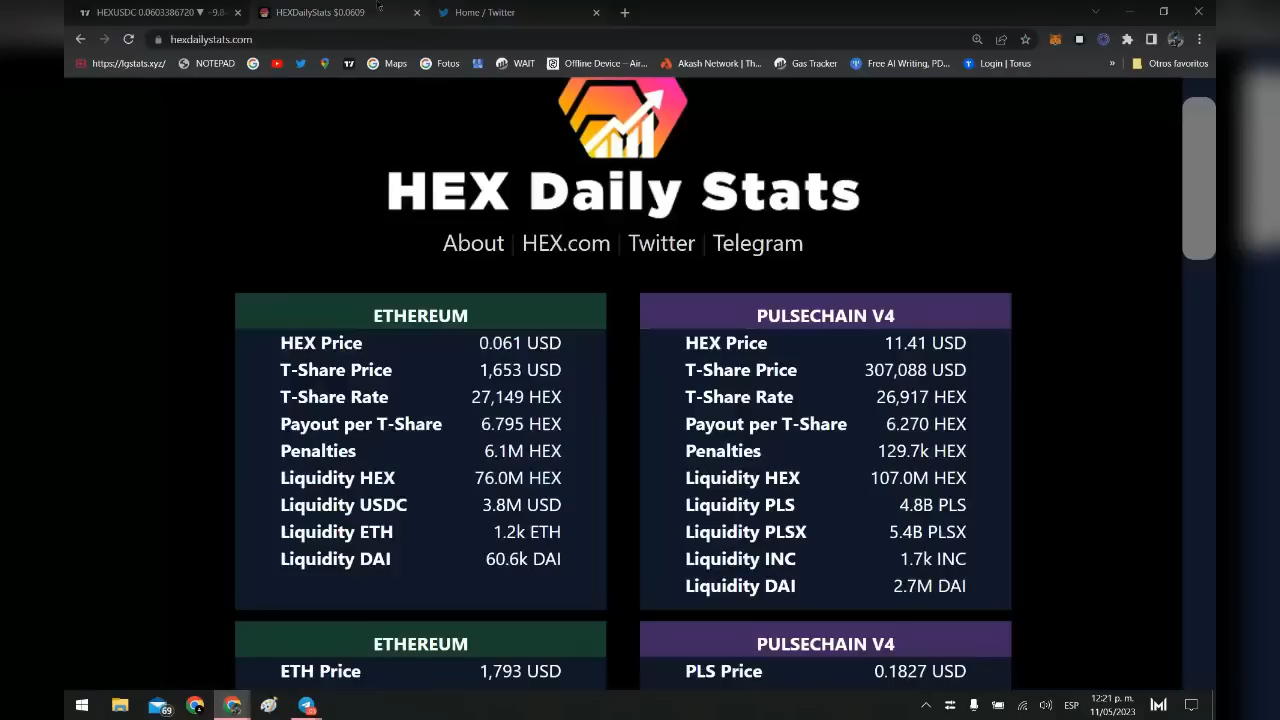 HEXUSDC 0.0603386720 ▼ −9.8
HEXDailyStats $0.0609
Home / Twitter
hexdailystats.com
https://lgstats.xyz/
NOTEPAD
Maps
Fotos
WAIT
Offline Device – Air...
Akash Network | Th...
Gas Tracker
Free AI Writing, PD...
Login | Torus
»
Otros favoritos
HEX Daily Stats
About | HEX.com | Twitter | Telegram
ETHEREUM
HEX Price 0.061 USD
T-Share Price 1,653 USD
T-Share Rate 27,149 HEX
Payout per T-Share 6.795 HEX
Penalties 6.1M HEX
Liquidity HEX 76.0M HEX
Liquidity USDC 3.8M USD
Liquidity ETH 1.2k ETH
Liquidity DAI 60.6k DAI
PULSECHAIN V4
HEX Price 11.41 USD
T-Share Price 307,088 USD
T-Share Rate 26,917 HEX
Payout per T-Share 6.270 HEX
Penalties 129.7k HEX
Liquidity HEX 107.0M HEX
Liquidity PLS 4.8B PLS
Liquidity PLSX 5.4B PLSX
Liquidity INC 1.7k INC
Liquidity DAI 2.7M DAI
ETHEREUM
ETH Price 1,793 USD
PULSECHAIN V4
PLS Price 0.1827 USD
69
ESP
12:21 p. m.
11/05/2023